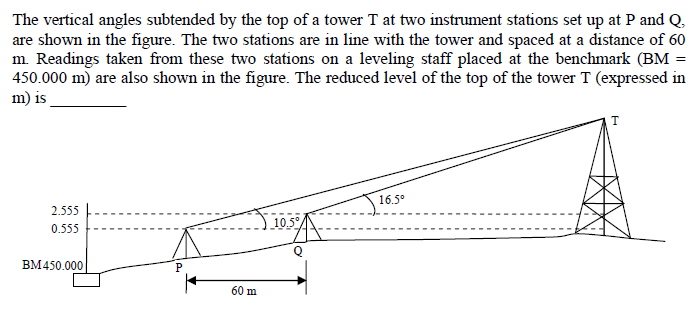 The vertical angles subtended by the top of a tower T at two instrument stations set up at P and Q,
are shown in the figure. The two stations are in line with the tower and spaced at a distance of 60
m. Readings taken from these two stations on a leveling staff placed at the benchmark (BM =
450.000 m) are also shown in the figure. The reduced level of the top of the tower T (expressed in
m) is ___________
T
16.5°
2.555
10.5°
0.555
Q
BM450.000
P
60 m